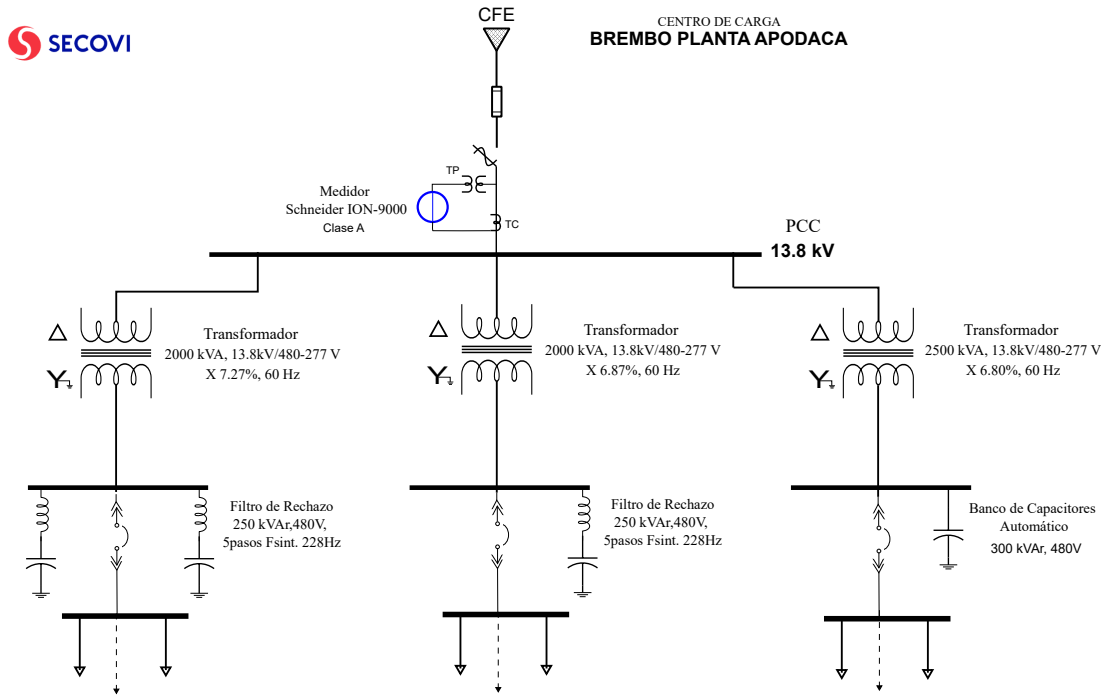 SECOVI
CFE
CENTRO DE CARGA
BREMBO PLANTA APODACA
TP
Medidor
Schneider ION-9000
Clase A
TC
PCC
13.8 kV
Transformador
2000 kVA, 13.8kV/480-277 V
X 7.27%, 60 Hz
Transformador
2000 kVA, 13.8kV/480-277 V
X 6.87%, 60 Hz
Transformador
2500 kVA, 13.8kV/480-277 V
X 6.80%, 60 Hz
Filtro de Rechazo
250 kVAr,480V,
5pasos Fsint. 228Hz
Filtro de Rechazo
250 kVAr,480V,
5pasos Fsint. 228Hz
Banco de Capacitores
Automático
300 kVAr, 480V